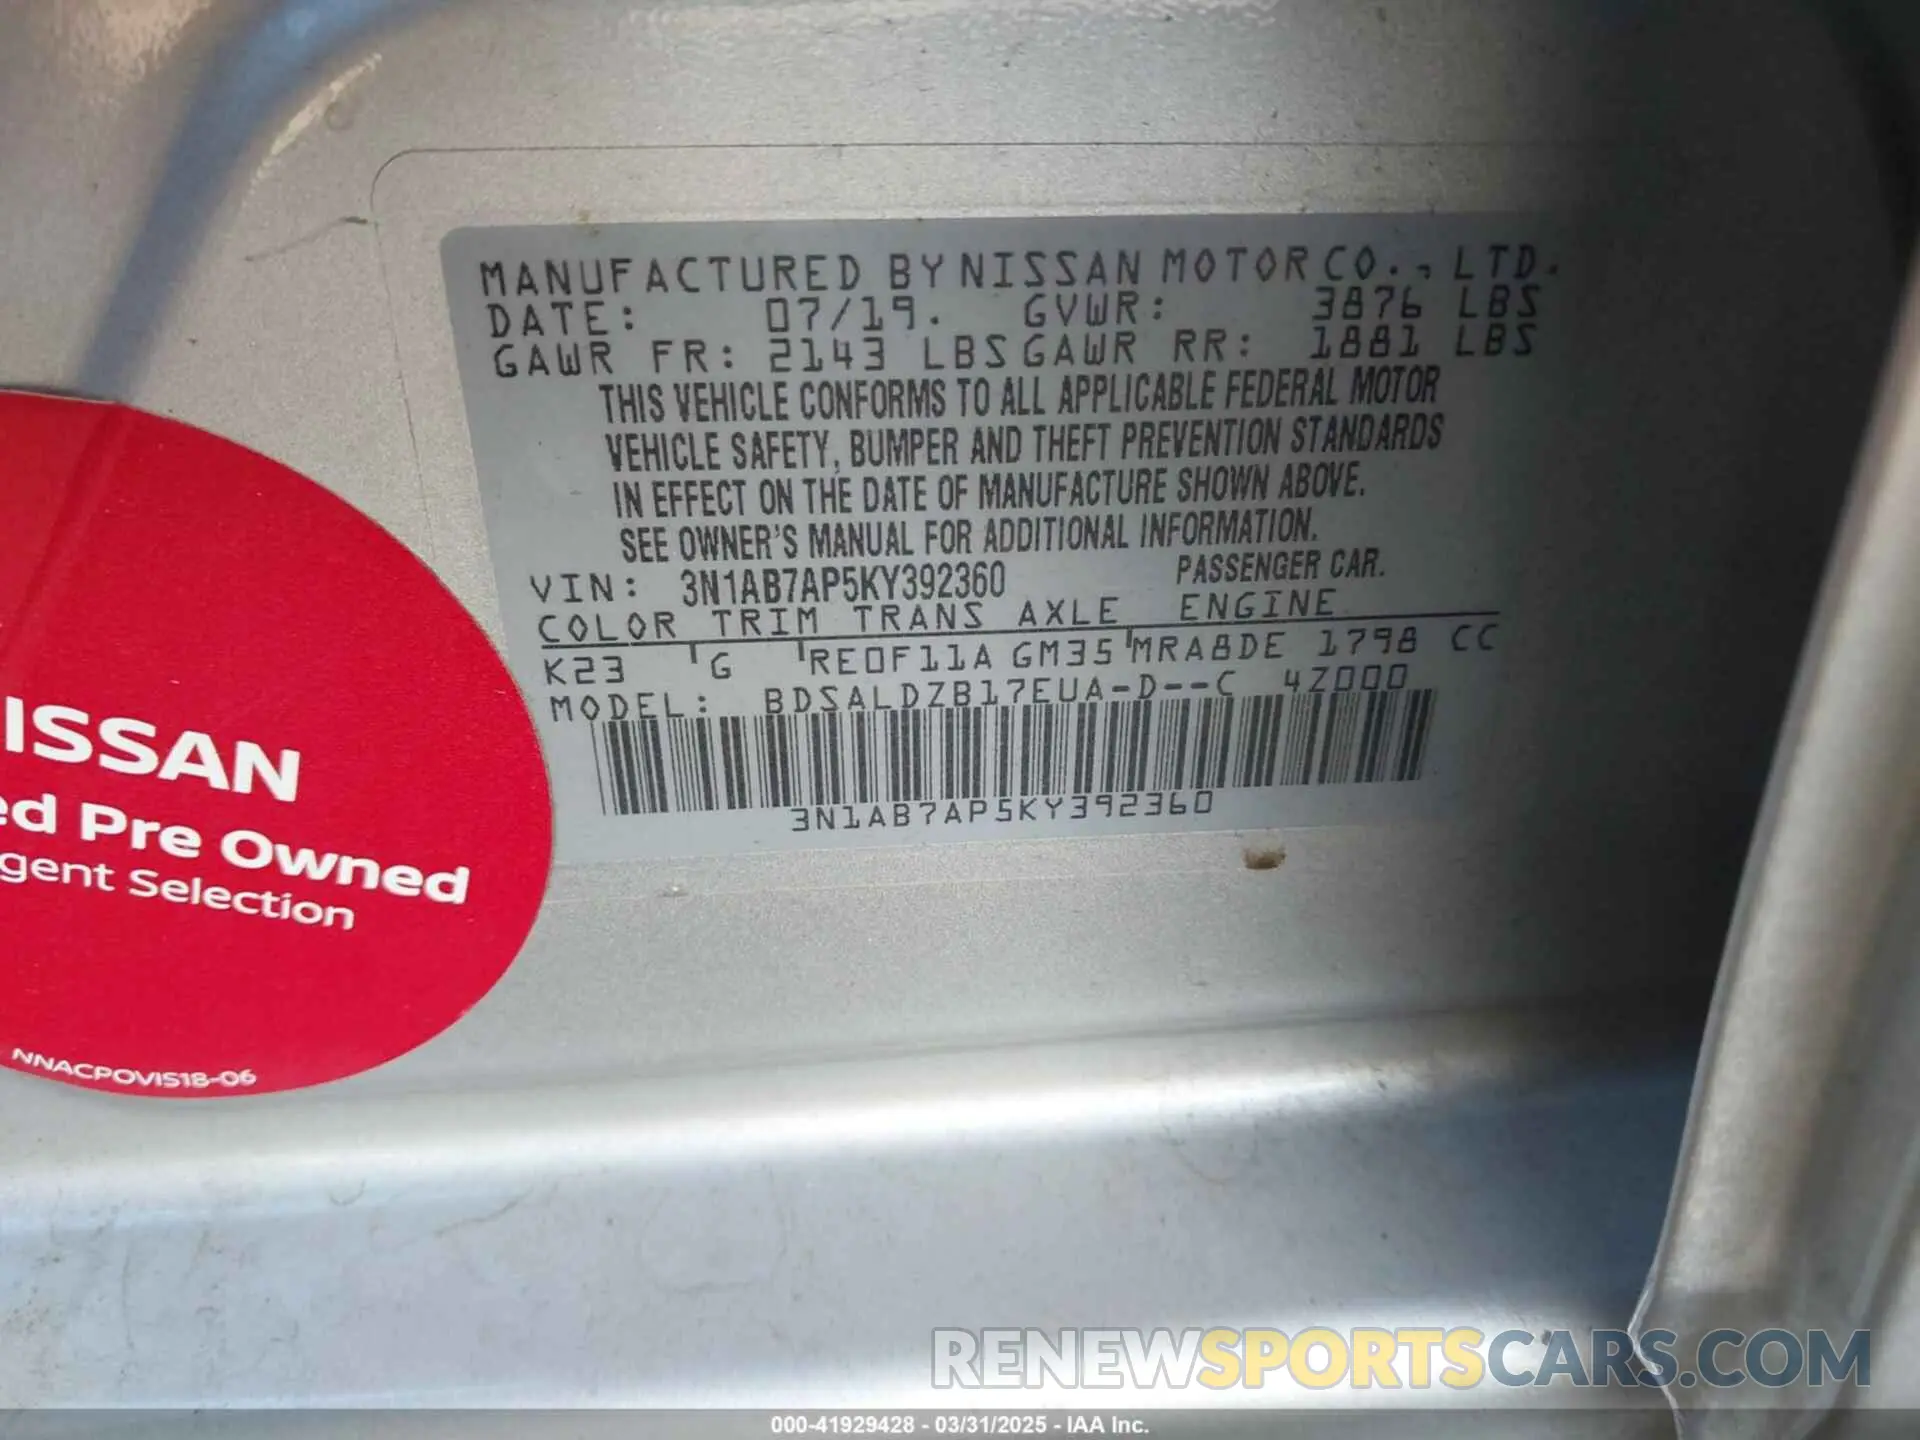 MANUFACTURED BY NISSAN MOTOR CO., LTD.
DATE: 07/19. GVWR: 3876 LBS
GAWR FR: 2143 LBS GAWR RR: 1881 LBS
THIS VEHICLE CONFORMS TO ALL APPLICABLE FEDERAL MOTOR
VEHICLE SAFETY, BUMPER AND THEFT PREVENTION STANDARDS
IN EFFECT ON THE DATE OF MANUFACTURE SHOWN ABOVE.
SEE OWNER'S MANUAL FOR ADDITIONAL INFORMATION.
VIN: 3N1AB7AP5KY392360 PASSENGER CAR.
COLOR TRIM TRANS AXLE ENGINE
K23 G RE0F11A GM35 MRA8DE 1798 CC
MODEL: BDSALDZB17EUA-D--C 4Z000
3N1AB7AP5KY392360
ISSAN
ed Pre Owned
gent Selection
NNACPOVIS18-06
RENEWSPORTSCARS.COM
000-41929428 - 03/31/2025 - IAA Inc.